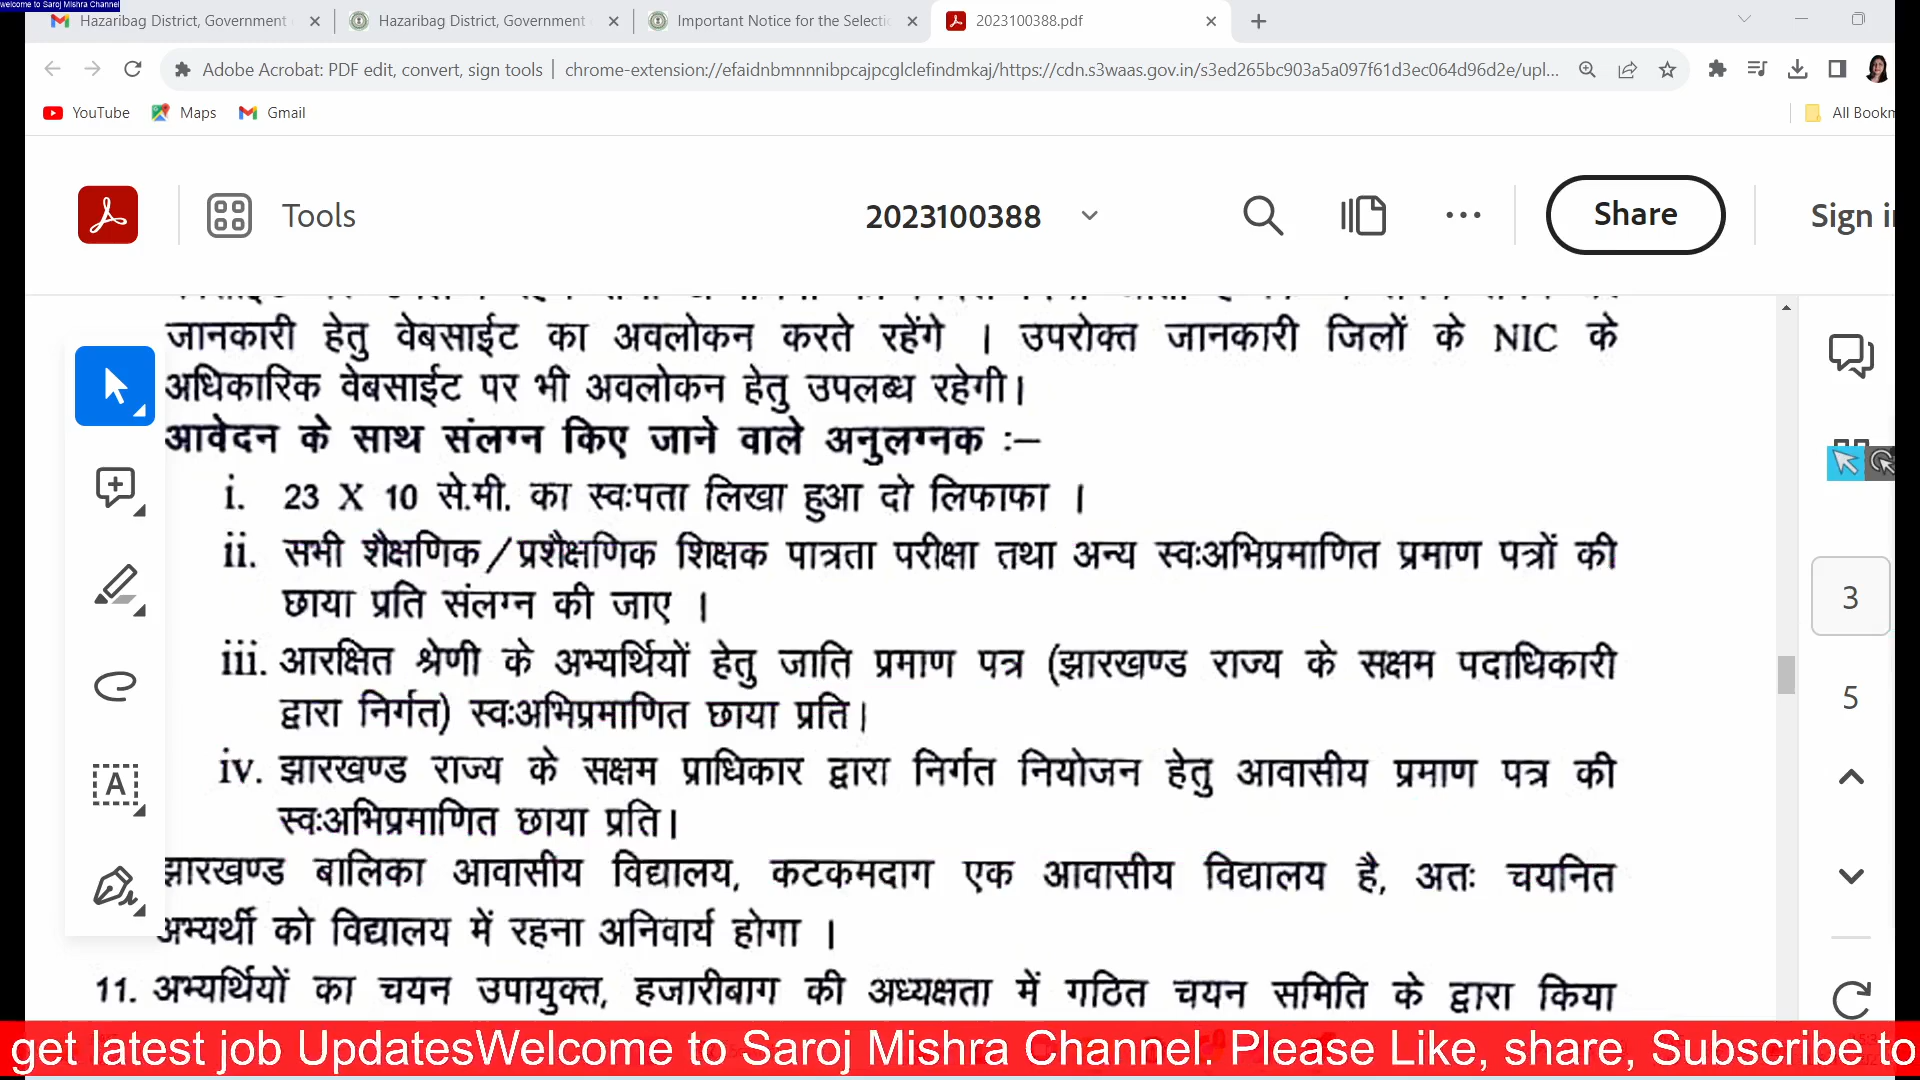 welcome to Saroj Mishra Channel
Hazaribag District, Government
Hazaribag District, Government
Important Notice for the Selecti
2023100388.pdf
Adobe Acrobat: PDF edit, convert, sign tools
chrome-extension://efaidnbmnnnibpcajpcglclefindmkaj/https://cdn.s3waas.gov.in/s3ed265bc903a5a097f61d3ec064d96d2e/upl...
YouTube
Maps
Gmail
All Bookm
Tools
2023100388
Share
Sign in
जानकारी हेतु वेबसाईट का अवलोकन करते रहेंगे । उपरोक्त जानकारी जिलों के NIC के
अधिकारिक वेबसाईट पर भी अवलोकन हेतु उपलब्ध रहेगी।
आवेदन के साथ संलग्न किए जाने वाले अनुलग्नक :–
i. 23 X 10 से.मी. का स्वःपता लिखा हुआ दो लिफाफा ।
ii. सभी शैक्षणिक/प्रशैक्षणिक शिक्षक पात्रता परीक्षा तथा अन्य स्वःअभिप्रमाणित प्रमाण पत्रों की
छाया प्रति संलग्न की जाए ।
iii. आरक्षित श्रेणी के अभ्यर्थियों हेतु जाति प्रमाण पत्र (झारखण्ड राज्य के सक्षम पदाधिकारी
द्वारा निर्गत) स्वःअभिप्रमाणित छाया प्रति।
iv. झारखण्ड राज्य के सक्षम प्राधिकार द्वारा निर्गत नियोजन हेतु आवासीय प्रमाण पत्र की
स्वःअभिप्रमाणित छाया प्रति।
झारखण्ड बालिका आवासीय विद्यालय, कटकमदाग एक आवासीय विद्यालय है, अतः चयनित
अभ्यर्थी को विद्यालय में रहना अनिवार्य होगा ।
11. अभ्यर्थियों का चयन उपायुक्त, हजारीबाग की अध्यक्षता में गठित चयन समिति के द्वारा किया
3
5
get latest job UpdatesWelcome to Saroj Mishra Channel. Please Like, share, Subscribe to